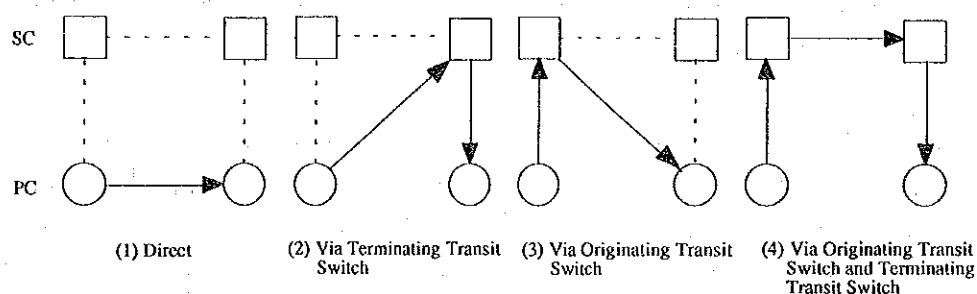 SC
PC
(1) Direct
(2) Via Terminating Transit
Switch
(3) Via Originating Transit
Switch
(4) Via Originating Transit
Switch and Terminating
Transit Switch